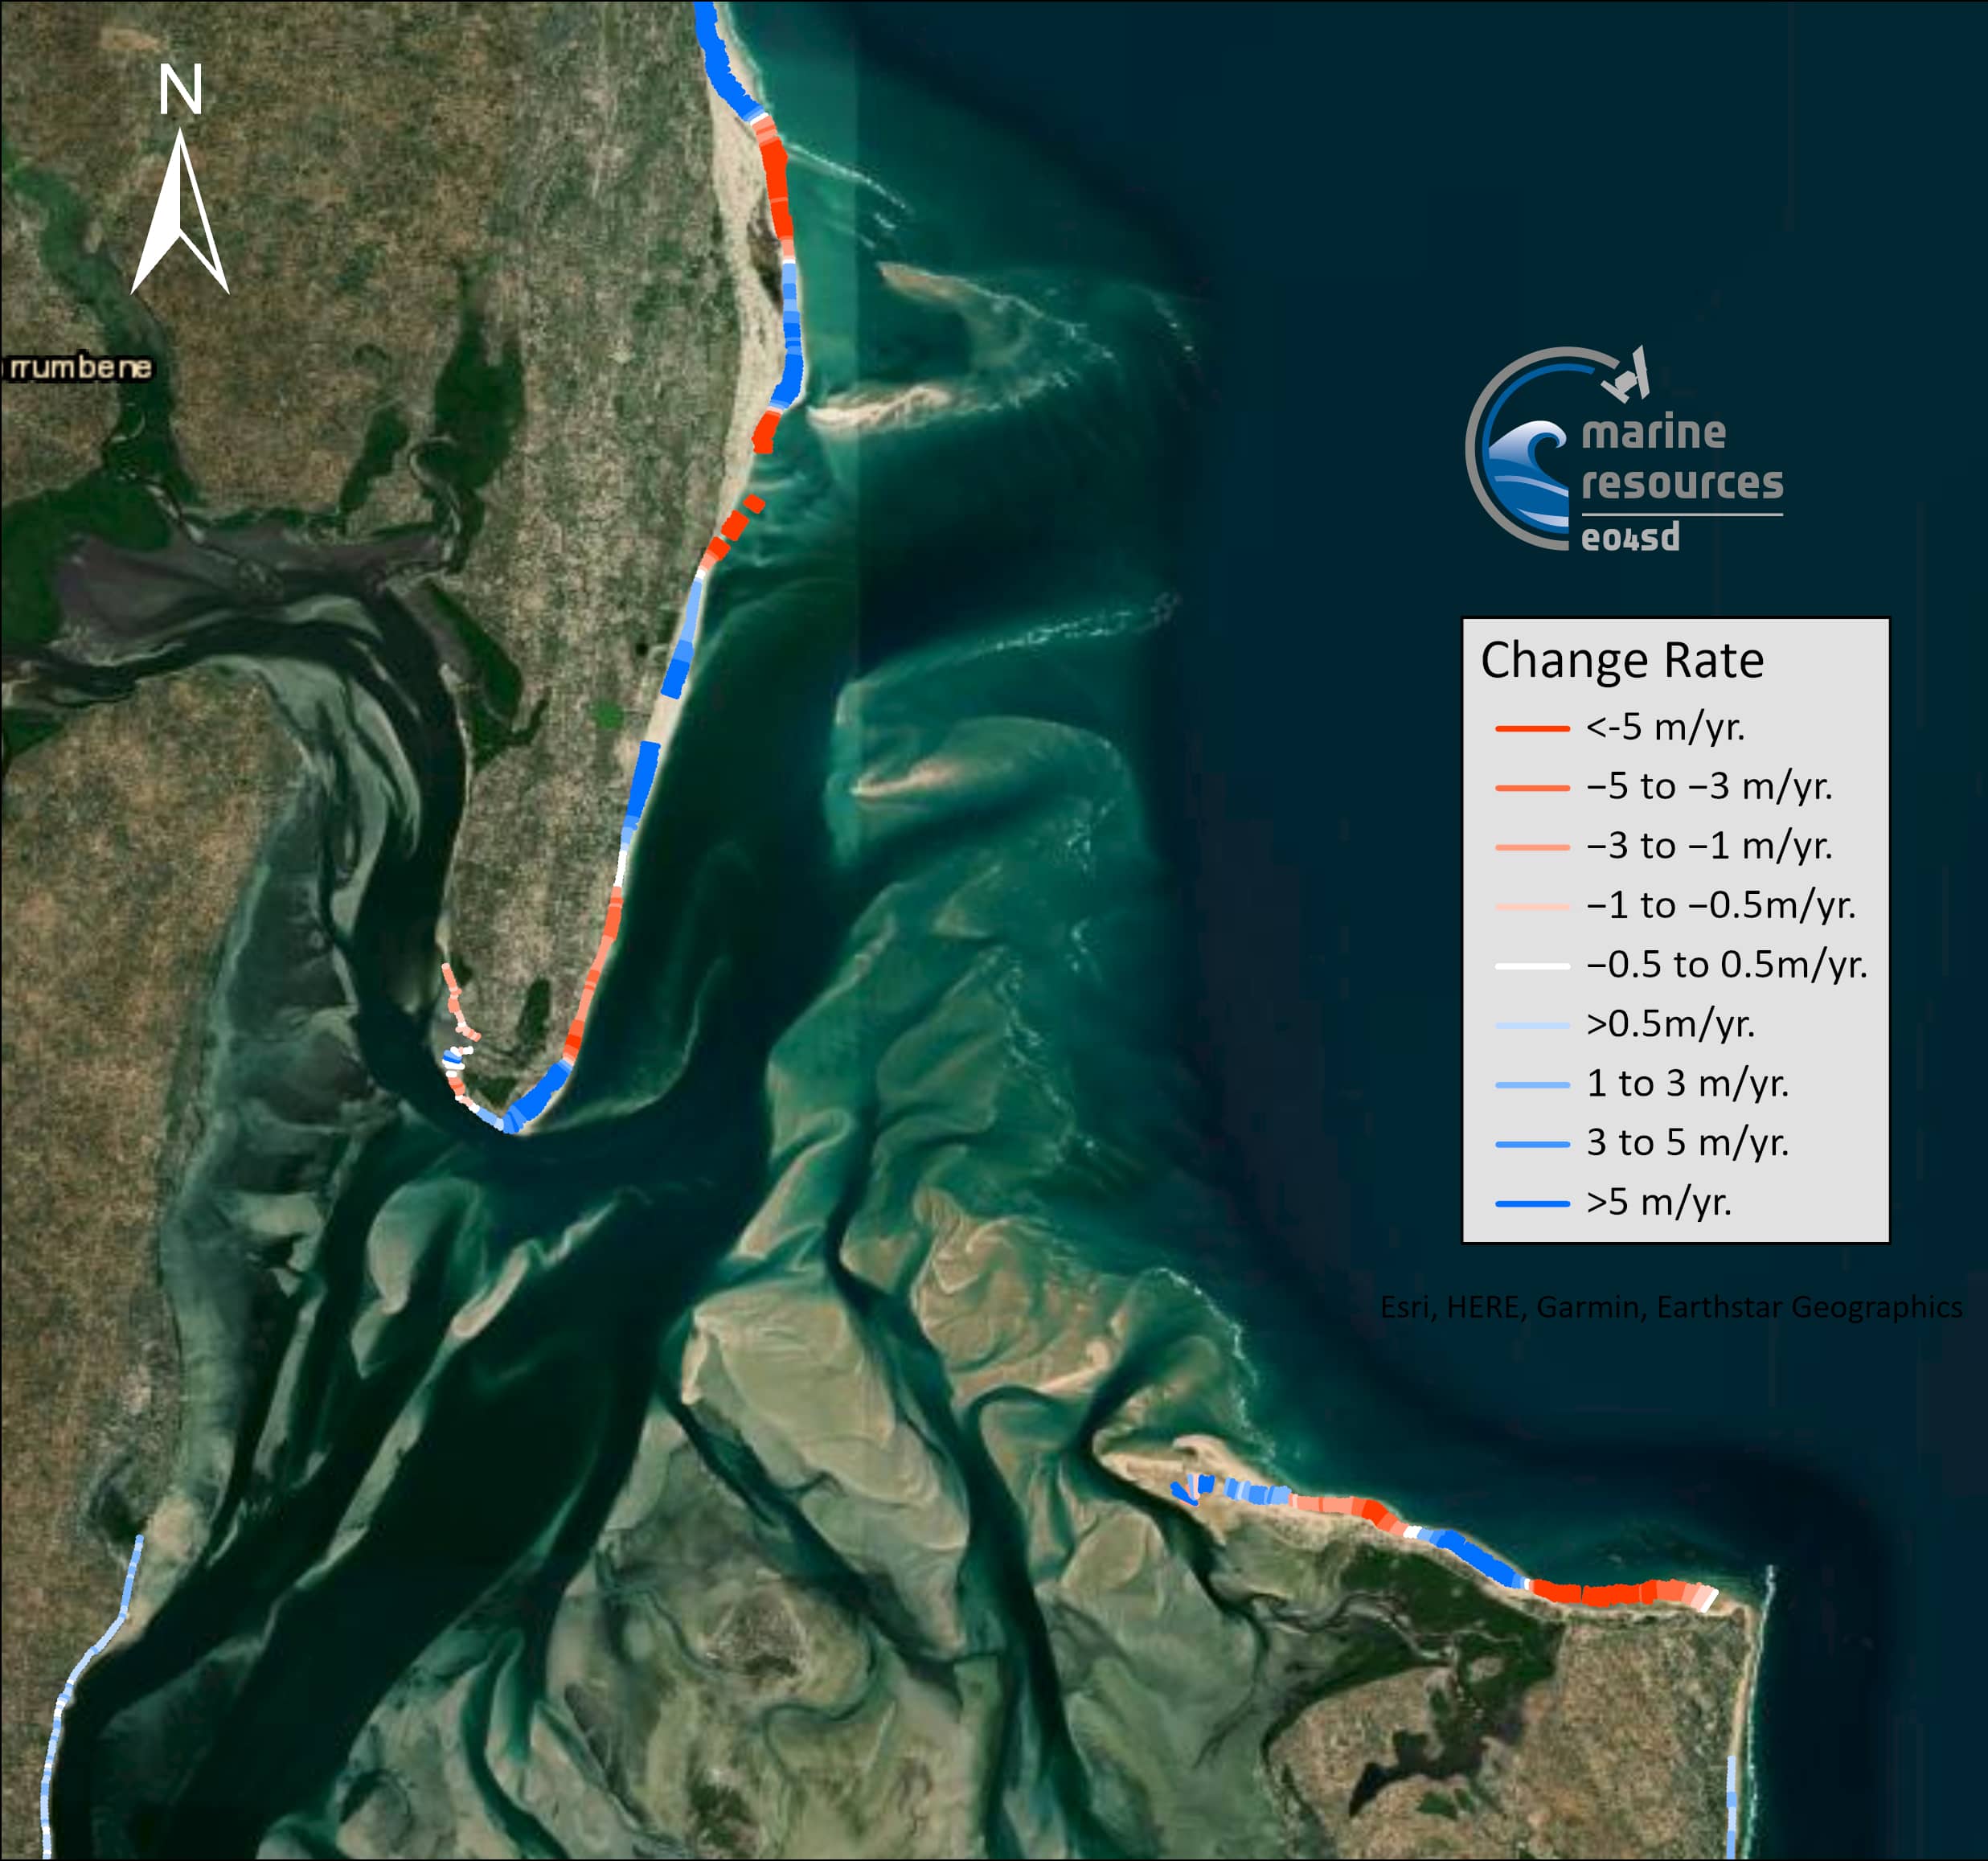 N
rrumbene
marine
resources
eo4sd
Change Rate
<-5 m/yr.
−5 to −3 m/yr.
−3 to −1 m/yr.
−1 to −0.5m/yr.
−0.5 to 0.5m/yr.
>0.5m/yr.
1 to 3 m/yr.
3 to 5 m/yr.
>5 m/yr.
Esri, HERE, Garmin, Earthstar Geographics